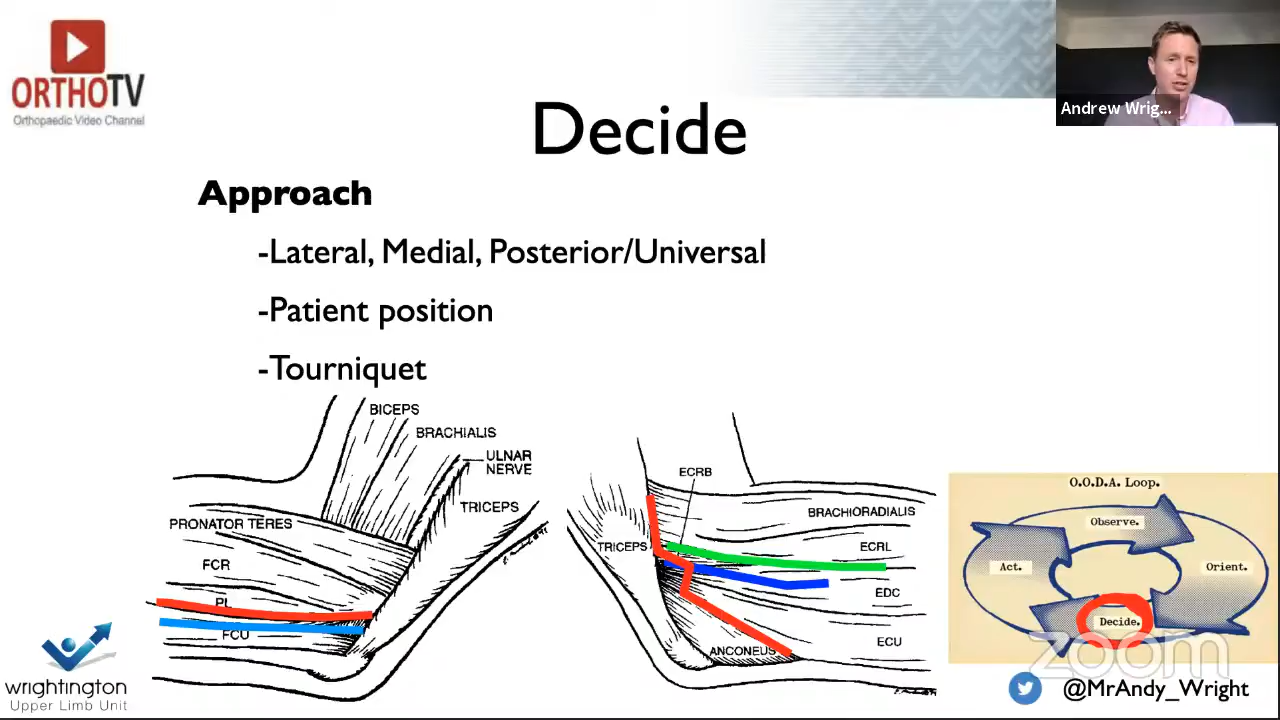 ORTHOTV
Orthopaedic Video Channel
Andrew Wrig...
Decide
Approach
-Lateral, Medial, Posterior/Universal
-Patient position
-Tourniquet
BICEPS
BRACHIALIS
ULNAR
NERVE
TRICEPS
PRONATOR TERES
FCR
PL
FCU
ECRB
BRACHIORADIALIS
TRICEPS
ECRL
EDC
ECU
ANCONEUS
O.O.D.A. Loop.
Observe.
Act.
Orient.
Decide.
zoom
wrightington
Upper Limb Unit
@MrAndy_Wright